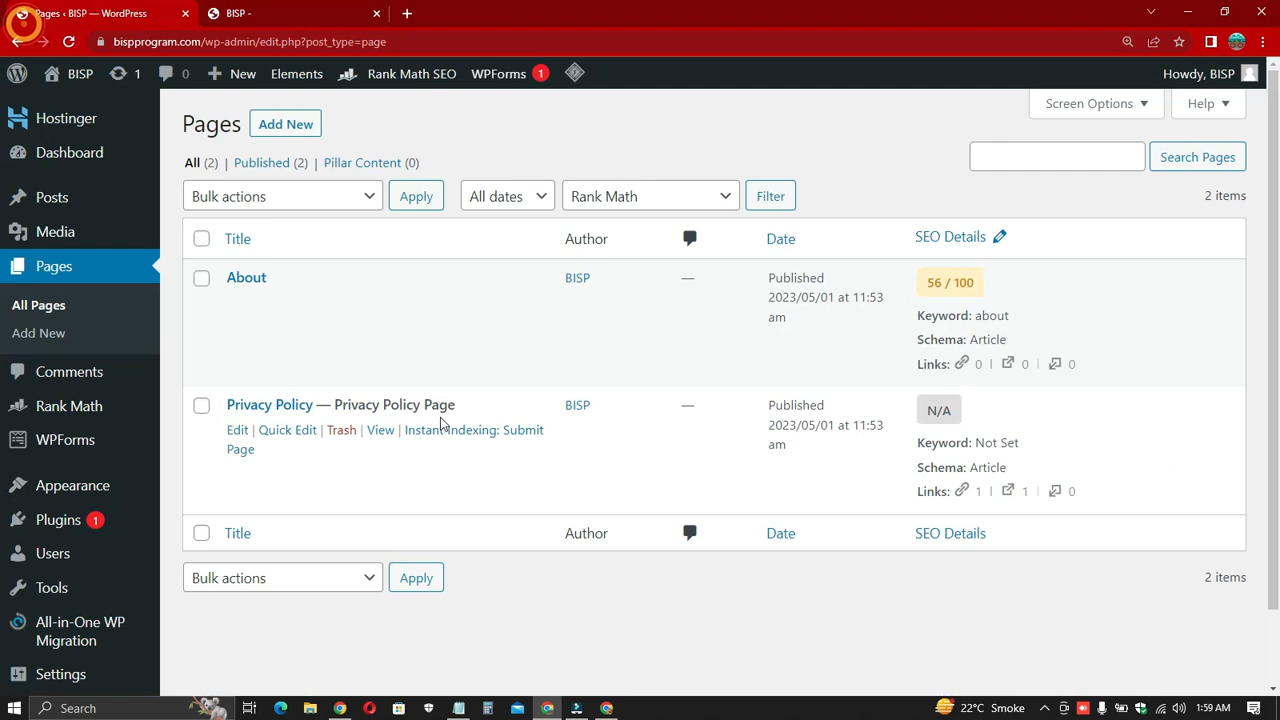 Pages ‹ BISP — WordPress
BISP -
bispprogram.com/wp-admin/edit.php?post_type=page
BISP
1
0
New
Elements
Rank Math SEO
WPForms 1
Howdy, BISP
Hostinger
Dashboard
Posts
Media
Pages
All Pages
Add New
Comments
Rank Math
WPForms
Appearance
Plugins 1
Users
Tools
All-in-One WP
Migration
Settings
Screen Options
Help
Pages
Add New
All (2) | Published (2) | Pillar Content (0)
Search Pages
Bulk actions
Apply
All dates
Rank Math
Filter
2 items
Title
Author
Date
SEO Details
About
BISP
—
Published
2023/05/01 at 11:53
am
56 / 100
Keyword: about
Schema: Article
Links: 0 | 0 | 0
Privacy Policy — Privacy Policy Page
Edit | Quick Edit | Trash | View | Instant Indexing: Submit
Page
BISP
—
Published
2023/05/01 at 11:53
am
N/A
Keyword: Not Set
Schema: Article
Links: 1 | 1 | 0
Title
Author
Date
SEO Details
Bulk actions
Apply
2 items
Search
22°C Smoke
1:59 AM